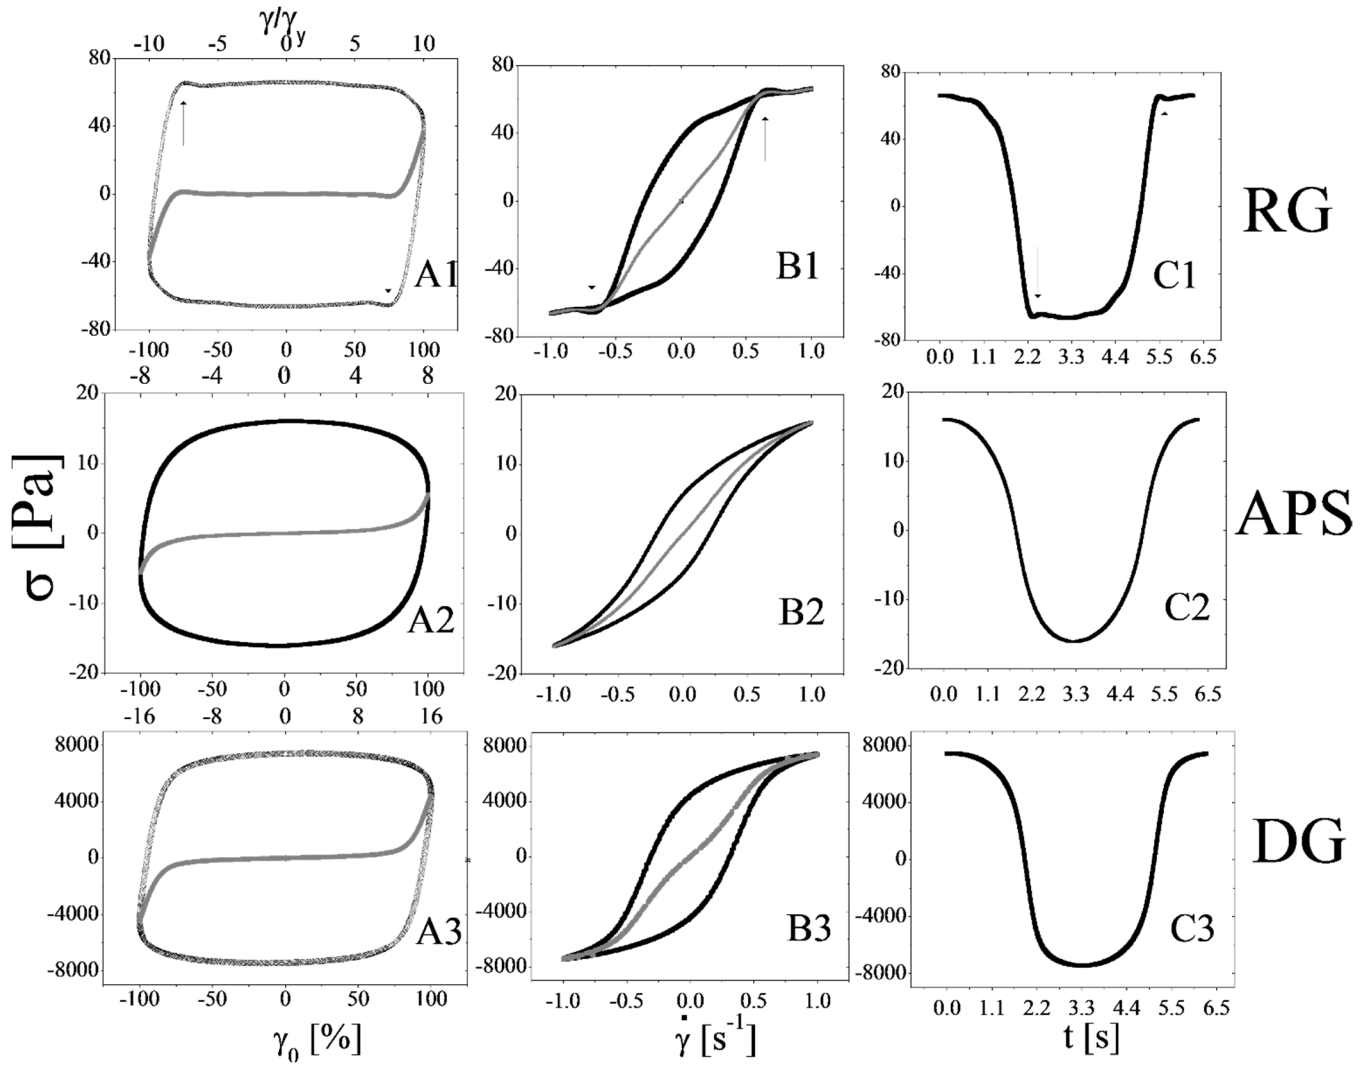 γ/γy
-10 -5 0 5 10
80 40 0 -40 -80
A1
-100 -50 0 50 100
80 40 0 -40 -80
B1
-1.0 -0.5 0.0 0.5 1.0
80 40 0 -40 -80
C1
0.0 1.1 2.2 3.3 4.4 5.5 6.5
RG
-8 -4 0 4 8
20 10 0 -10 -20
A2
-100 -50 0 50 100
20 10 0 -10 -20
B2
-1.0 -0.5 0.0 0.5 1.0
20 10 0 -10 -20
C2
0.0 1.1 2.2 3.3 4.4 5.5 6.5
APS
σ [Pa]
-16 -8 0 8 16
8000 4000 0 -4000 -8000
A3
-100 -50 0 50 100
γ0 [%]
8000 4000 0 -4000 -8000
B3
-1.0 -0.5 0.0 0.5 1.0
γ̇ [s-1]
8000 4000 0 -4000 -8000
C3
0.0 1.1 2.2 3.3 4.4 5.5 6.5
t [s]
DG